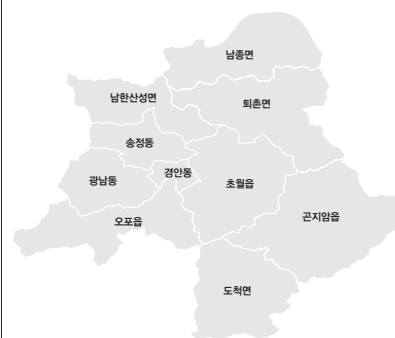 남종면
남한산성면
퇴촌면
송정동
경안동
광남동
초월읍
곤지암읍
오포읍
도척면